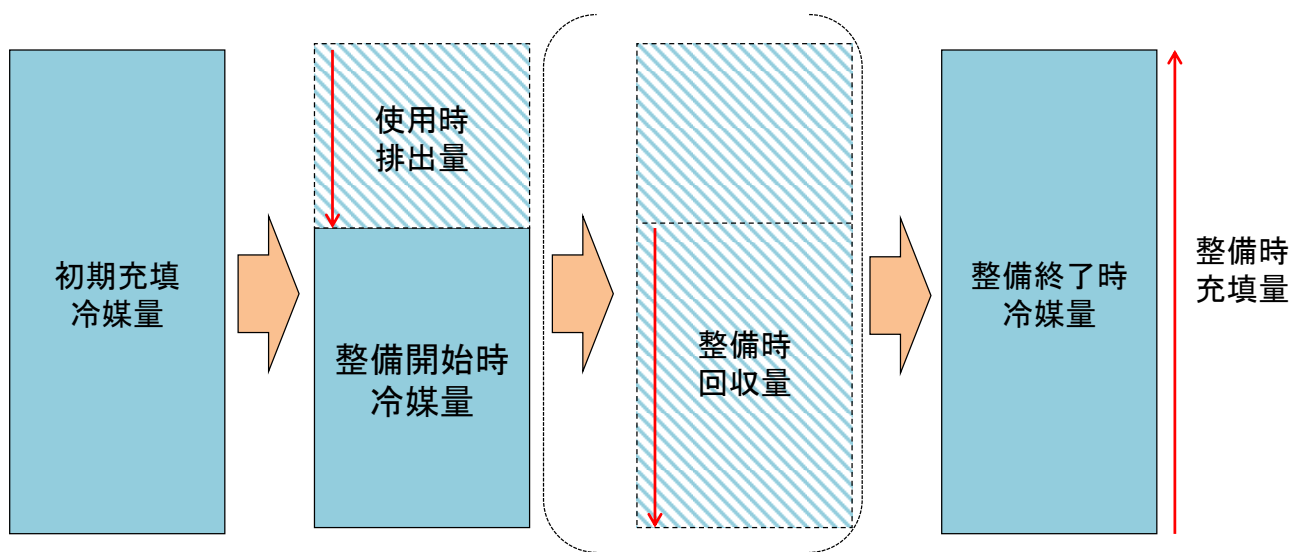 初期充填
冷媒量
使用時
排出量
整備開始時
冷媒量
整備時
回収量
整備終了時
冷媒量
整備時
充填量